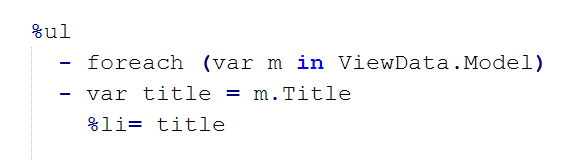 %ul
  - foreach (var m in ViewData.Model)
  - var title = m.Title
    %li= title